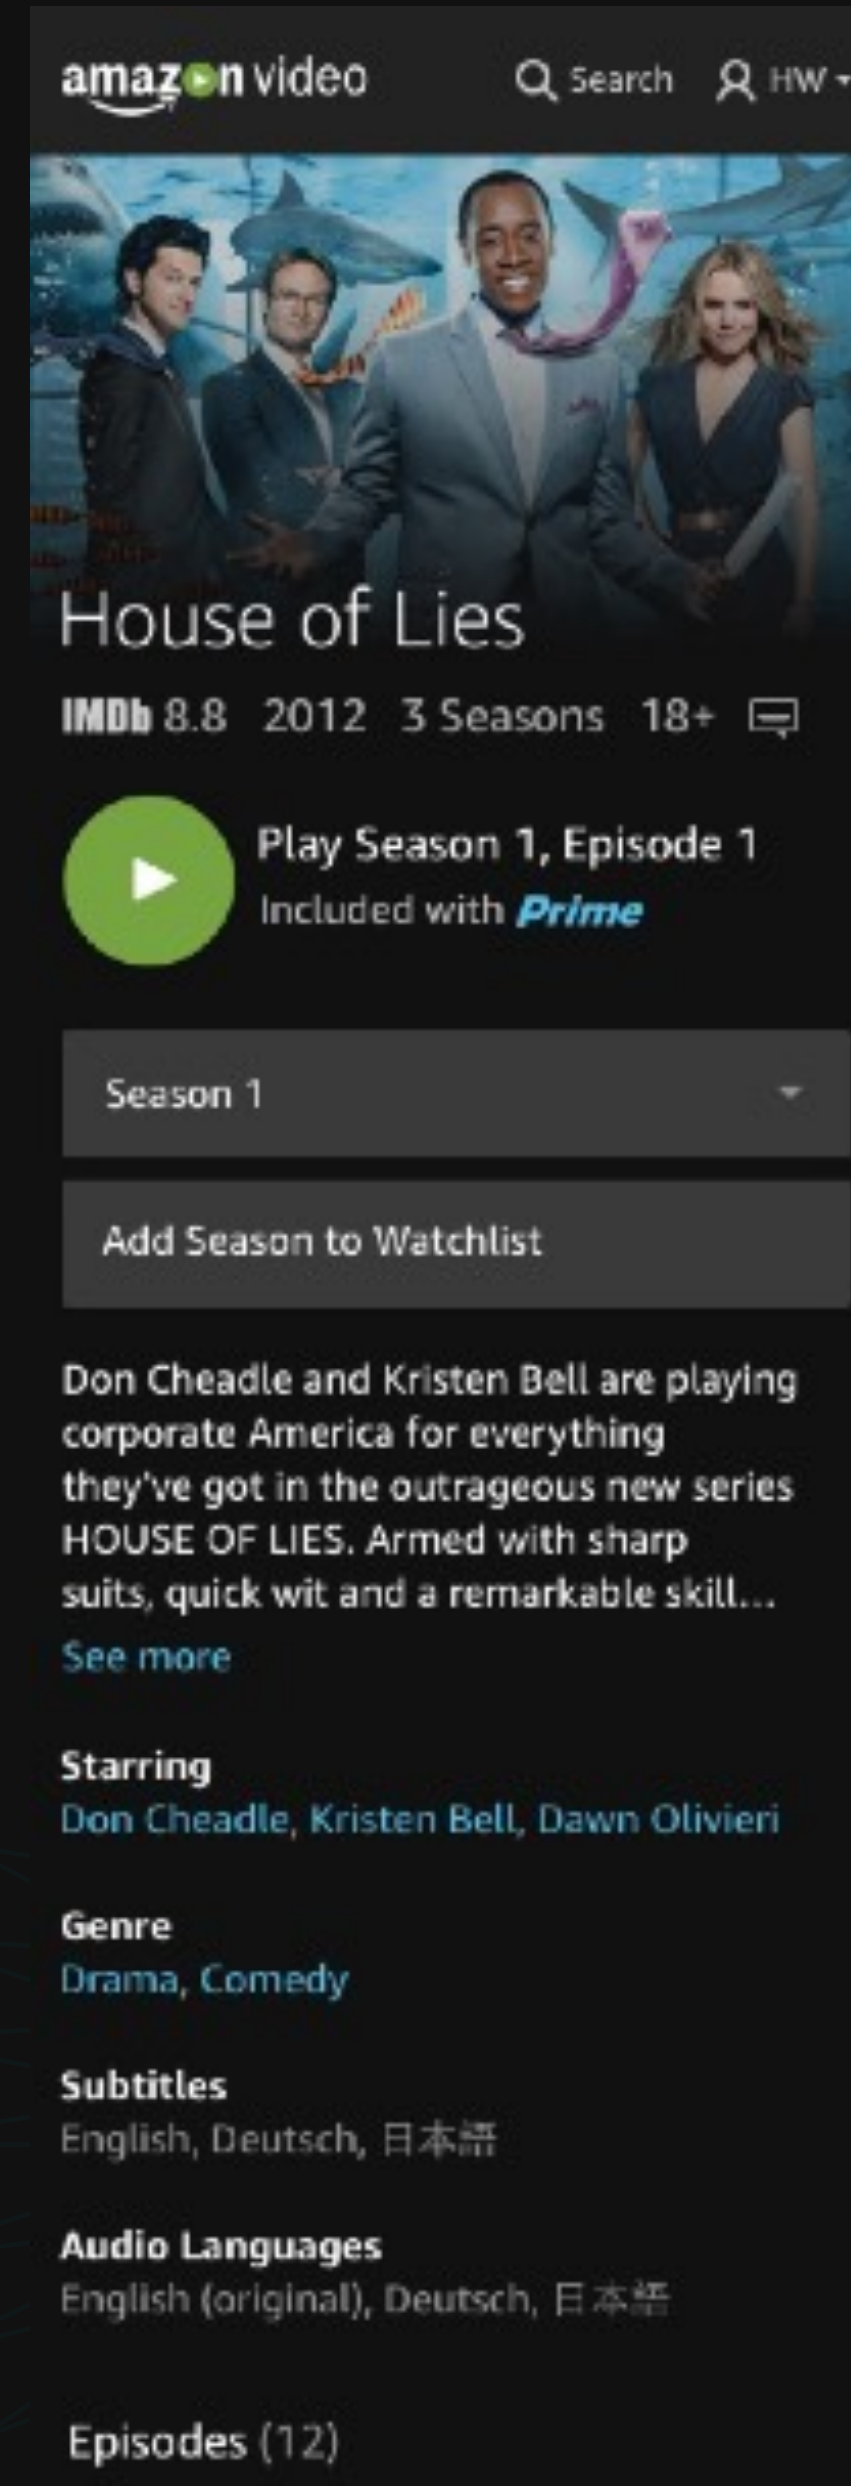 amazon video Search HW
House of Lies
IMDb 8.8 2012 3 Seasons 18+
Play Season 1, Episode 1
Included with Prime
Season 1
Add Season to Watchlist
Don Cheadle and Kristen Bell are playing
corporate America for everything
they've got in the outrageous new series
HOUSE OF LIES. Armed with sharp
suits, quick wit and a remarkable skill...
See more
Starring
Don Cheadle, Kristen Bell, Dawn Olivieri
Genre
Drama, Comedy
Subtitles
English, Deutsch, 日本語
Audio Languages
English (original), Deutsch, 日本語
Episodes (12)